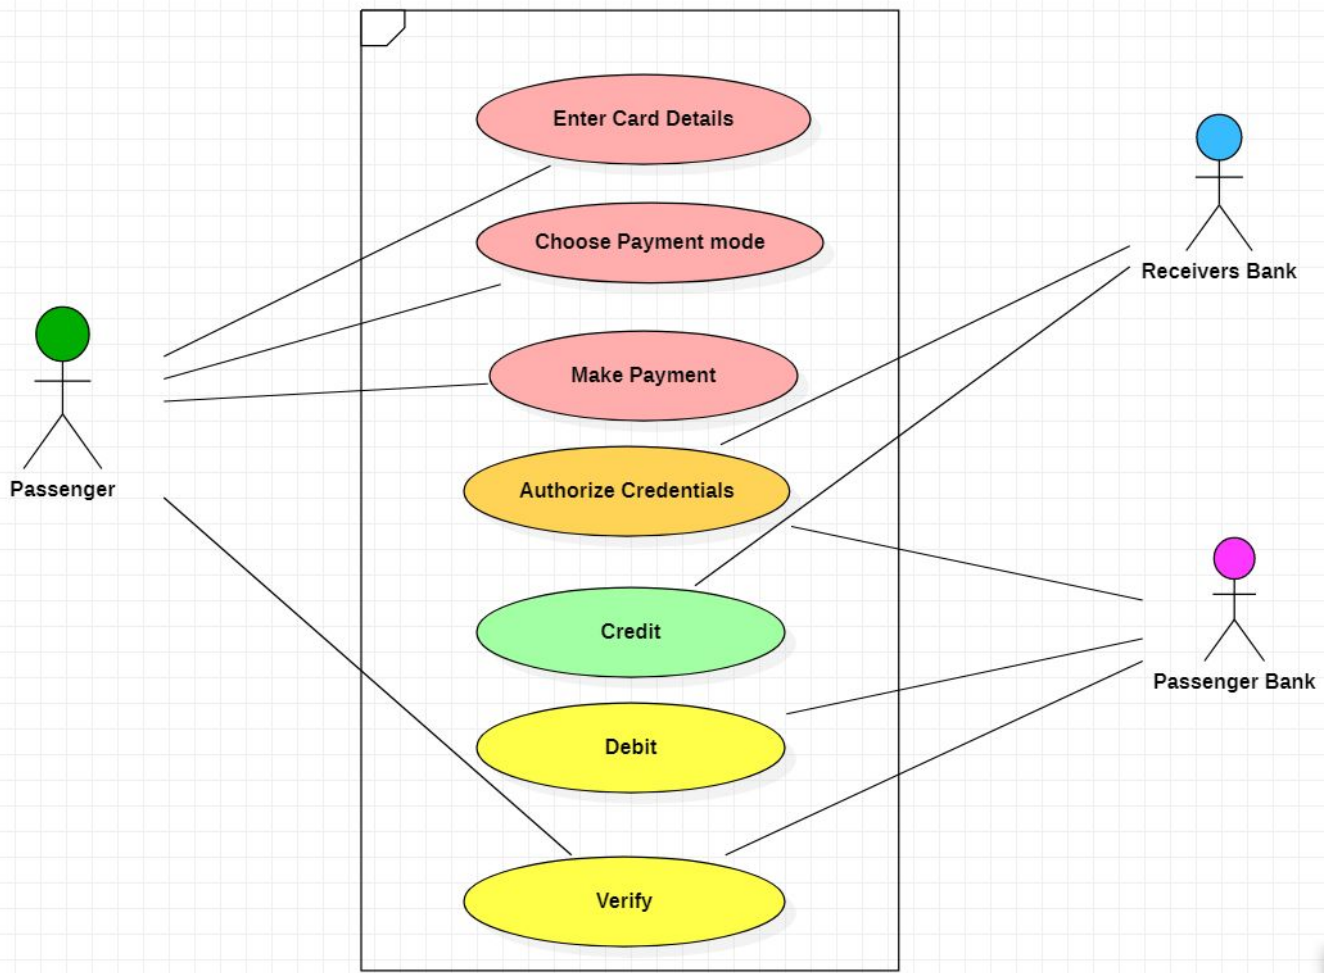 Enter Card Details
Choose Payment mode
Receivers Bank
Make Payment
Passenger
Authorize Credentials
Credit
Passenger Bank
Debit
Verify